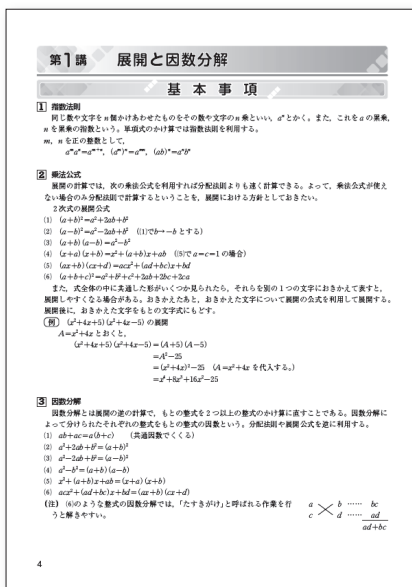 第1講 展開と因数分解
基本事項
1 指数法則
同じ数や文字をn個かけあわせたものをその数や文字のn乗といい，aⁿとかく。また，これをaの累乗，
nを累乗の指数という。単項式のかけ算では指数法則を利用する。
m，nを正の整数として，
aᵐaⁿ=aᵐ⁺ⁿ，(aᵐ)ⁿ=aᵐⁿ，(ab)ⁿ=aⁿbⁿ
2 乗法公式
展開の計算では，次の乗法公式を利用すれば分配法則よりも速く計算できる。よって，乗法公式が使え
ない場合のみ分配法則で計算するということを，展開における方針としておきたい。
2次式の展開公式
(1) (a+b)²=a²+2ab+b²
(2) (a−b)²=a²−2ab+b² ((1)でb→−bとする)
(3) (a+b)(a−b)=a²−b²
(4) (x+a)(x+b)=x²+(a+b)x+ab ((5)でa=c=1の場合)
(5) (ax+b)(cx+d)=acx²+(ad+bc)x+bd
(6) (a+b+c)²=a²+b²+c²+2ab+2bc+2ca
また，式全体の中に共通した形がいくつか見られたら，それらを別の1つの文字におきかえて表すと，
展開しやすくなる場合がある。おきかえたあと，おきかえた文字について展開の公式を利用して展開する。
展開後に，おきかえた文字をもとの文字式にもどす。
例 (x²+4x+5)(x²+4x−5)の展開
A=x²+4xとおくと，
(x²+4x+5)(x²+4x−5)=(A+5)(A−5)
=A²−25
=(x²+4x)²−25 (A=x²+4xを代入する。)
=x⁴+8x³+16x²−25
3 因数分解
因数分解とは展開の逆の計算で，もとの整式を2つ以上の整式のかけ算に直すことである。因数分解に
よって分けられたそれぞれの整式をもとの整式の因数という。分配法則や展開公式を逆に利用する。
(1) ab+ac=a(b+c) (共通因数でくくる)
(2) a²+2ab+b²=(a+b)²
(3) a²−2ab+b²=(a−b)²
(4) a²−b²=(a+b)(a−b)
(5) x²+(a+b)x+ab=(x+a)(x+b)
(6) acx²+(ad+bc)x+bd=(ax+b)(cx+d)
(注) (6)のような整式の因数分解では，「たすきがけ」と呼ばれる作業を行
うと解きやすい。
a b …… bc
c d …… ad
ad+bc
4